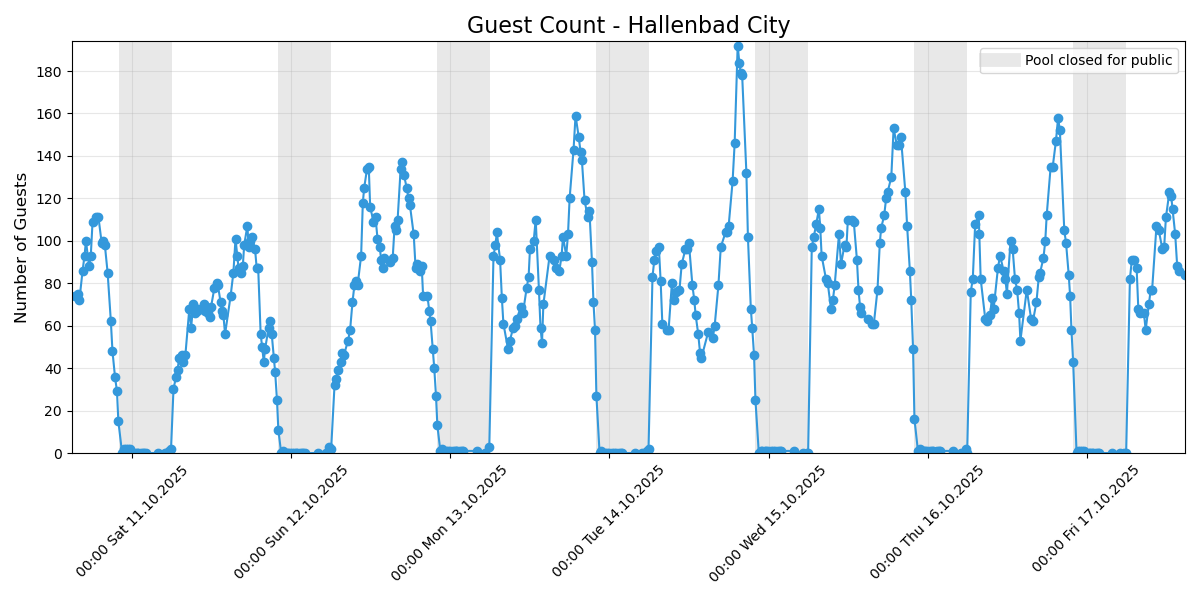 Guest Count - Hallenbad City
Pool closed for public
Number of Guests
180
160
140
120
100
80
60
40
20
0
00:00 Sat 11.10.2025
00:00 Sun 12.10.2025
00:00 Mon 13.10.2025
00:00 Tue 14.10.2025
00:00 Wed 15.10.2025
00:00 Thu 16.10.2025
00:00 Fri 17.10.2025